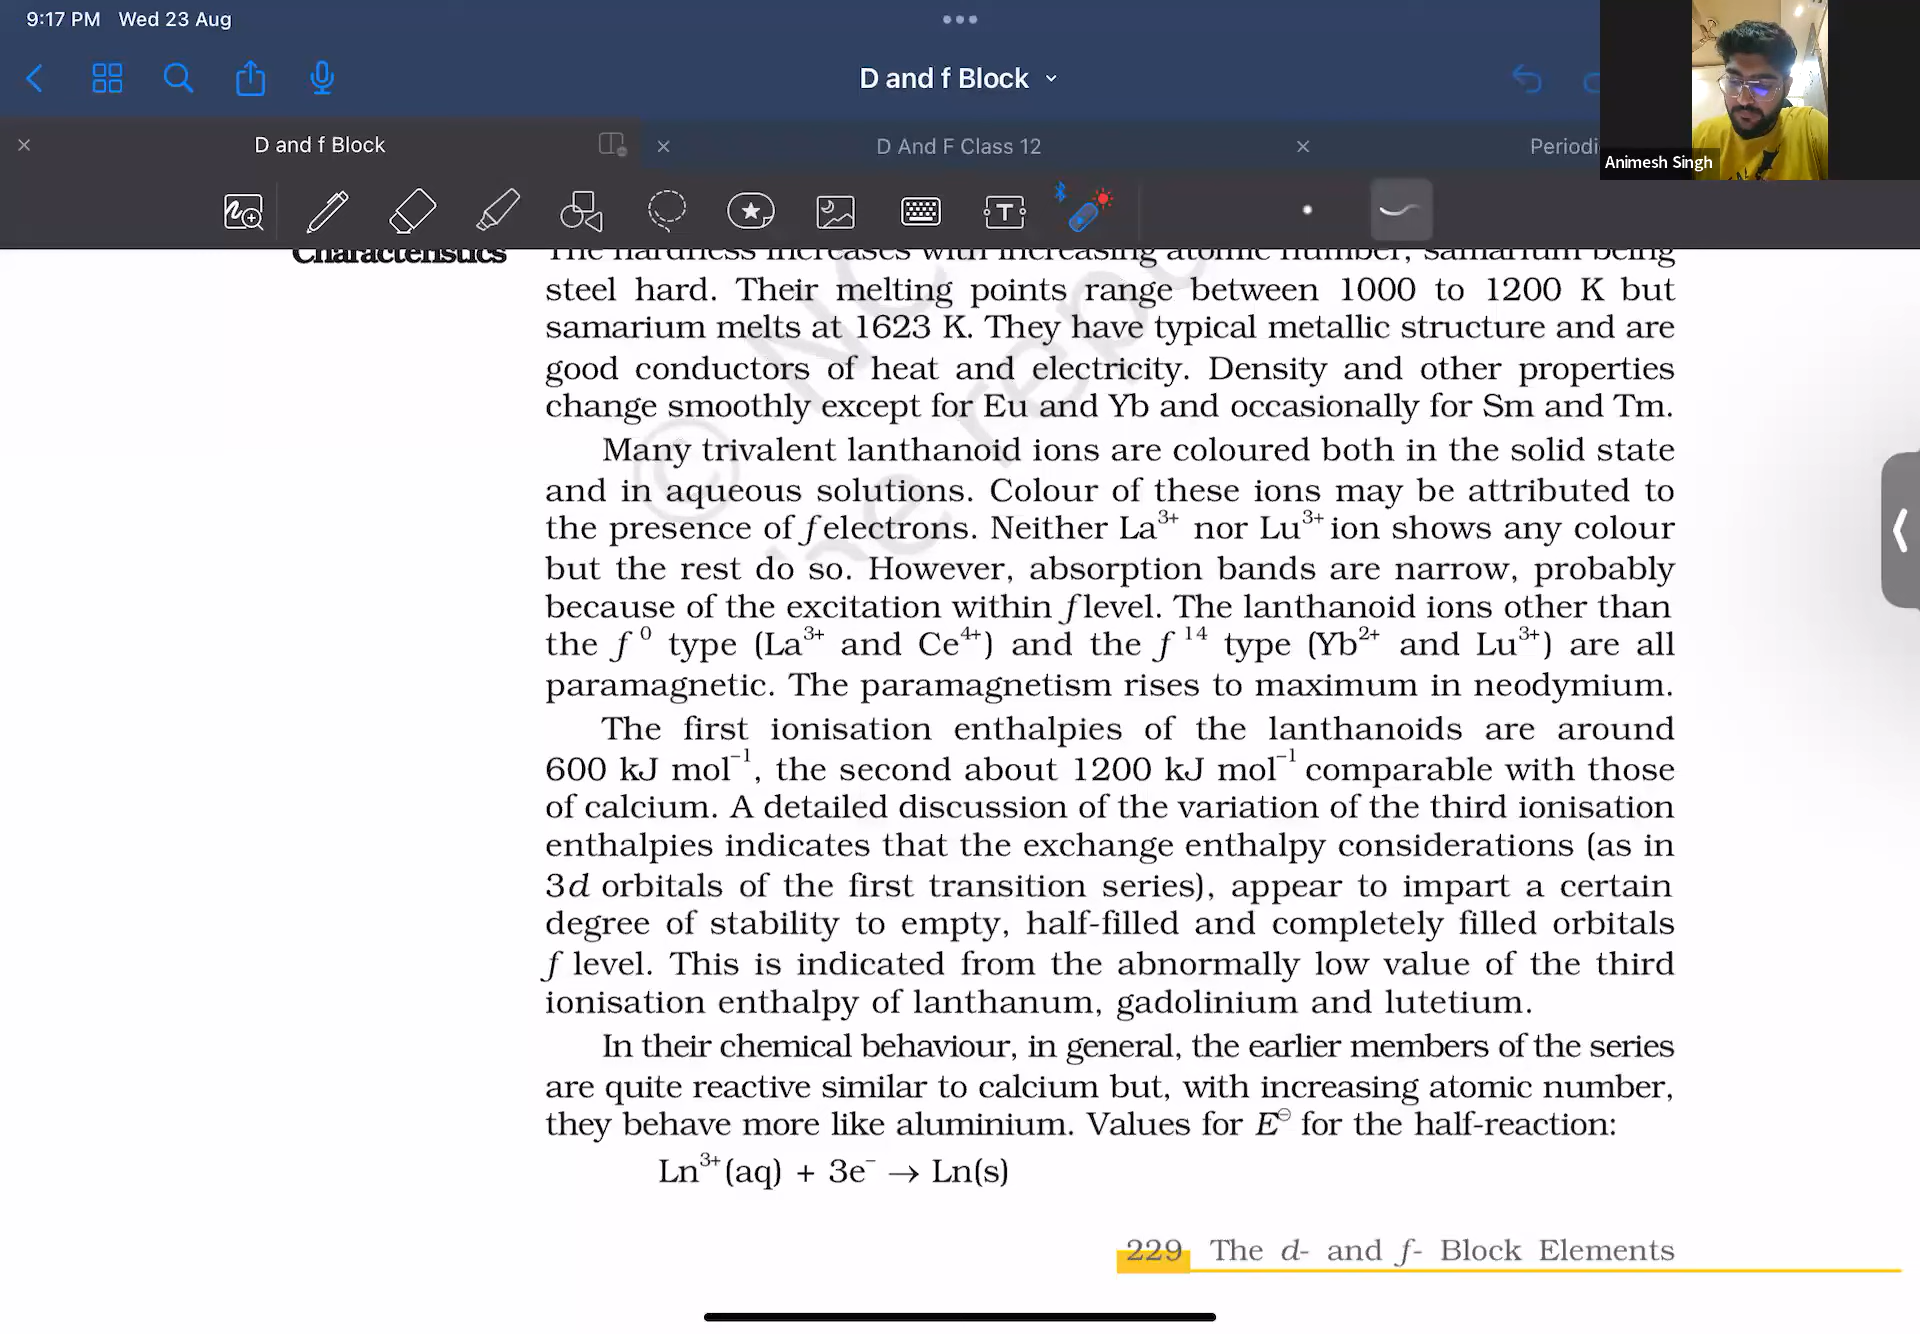 9:17 PM Wed 23 Aug
D and f Block
D and f Block
D And F Class 12
Periodi
Animesh Singh
Characteristics
The hardness increases with increasing atomic number, samarium being
steel hard. Their melting points range between 1000 to 1200 K but
samarium melts at 1623 K. They have typical metallic structure and are
good conductors of heat and electricity. Density and other properties
change smoothly except for Eu and Yb and occasionally for Sm and Tm.
Many trivalent lanthanoid ions are coloured both in the solid state
and in aqueous solutions. Colour of these ions may be attributed to
the presence of f electrons. Neither La³⁺ nor Lu³⁺ ion shows any colour
but the rest do so. However, absorption bands are narrow, probably
because of the excitation within f level. The lanthanoid ions other than
the f⁰ type (La³⁺ and Ce⁴⁺) and the f¹⁴ type (Yb²⁺ and Lu³⁺) are all
paramagnetic. The paramagnetism rises to maximum in neodymium.
The first ionisation enthalpies of the lanthanoids are around
600 kJ mol⁻¹, the second about 1200 kJ mol⁻¹ comparable with those
of calcium. A detailed discussion of the variation of the third ionisation
enthalpies indicates that the exchange enthalpy considerations (as in
3d orbitals of the first transition series), appear to impart a certain
degree of stability to empty, half-filled and completely filled orbitals
f level. This is indicated from the abnormally low value of the third
ionisation enthalpy of lanthanum, gadolinium and lutetium.
In their chemical behaviour, in general, the earlier members of the series
are quite reactive similar to calcium but, with increasing atomic number,
they behave more like aluminium. Values for E⊖ for the half-reaction:
Ln³⁺(aq) + 3e⁻ → Ln(s)
229 The d- and f- Block Elements